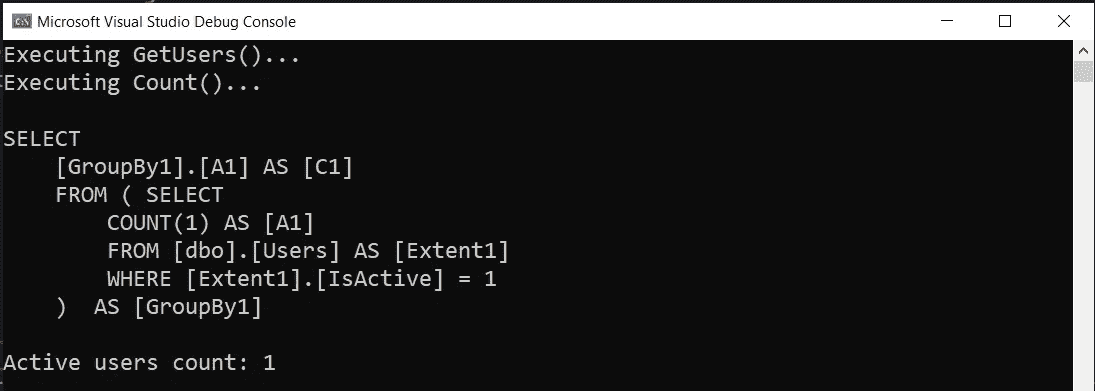 Microsoft Visual Studio Debug Console
Executing GetUsers()...
Executing Count()...
SELECT
    [GroupBy1].[A1] AS [C1]
    FROM ( SELECT
        COUNT(1) AS [A1]
        FROM [dbo].[Users] AS [Extent1]
        WHERE [Extent1].[IsActive] = 1
    )  AS [GroupBy1]
Active users count: 1